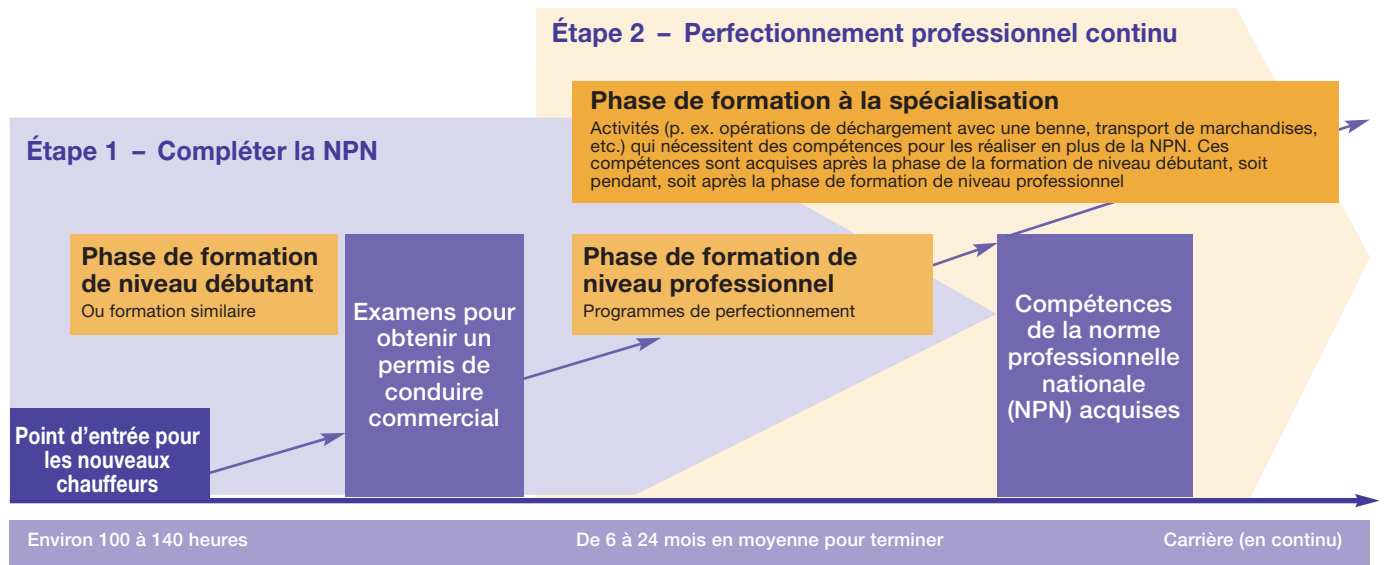 Étape 2 – Perfectionnement professionnel continu
Phase de formation à la spécialisation
Activités (p. ex. opérations de déchargement avec une benne, transport de marchandises,
etc.) qui nécessitent des compétences pour les réaliser en plus de la NPN. Ces
compétences sont acquises après la phase de la formation de niveau débutant, soit
pendant, soit après la phase de formation de niveau professionnel
Étape 1 – Compléter la NPN
Phase de formation
de niveau débutant
Ou formation similaire
Examens pour
obtenir un
permis de
conduire
commercial
Phase de formation de
niveau professionnel
Programmes de perfectionnement
Compétences
de la norme
professionnelle
nationale
(NPN) acquises
Point d'entrée pour
les nouveaux
chauffeurs
Environ 100 à 140 heures
De 6 à 24 mois en moyenne pour terminer
Carrière (en continu)